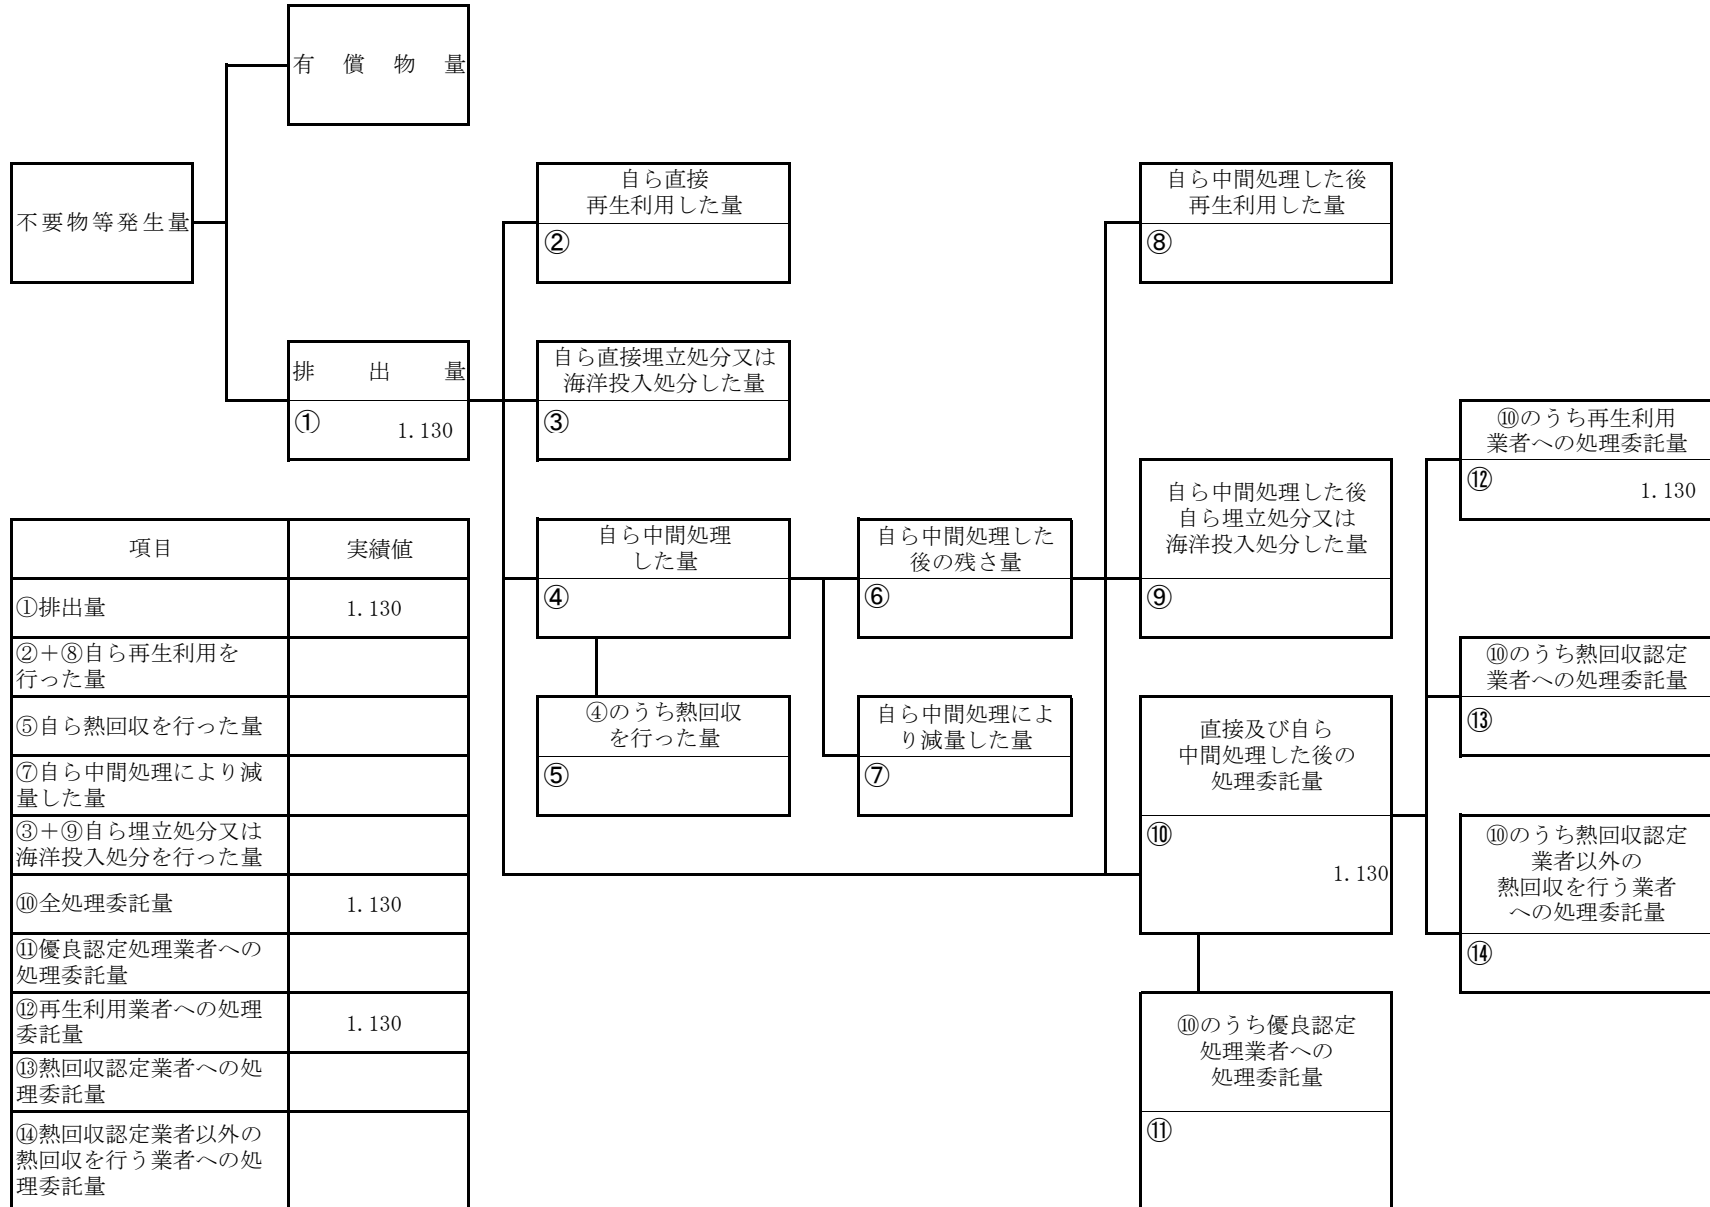 有償物量
不要物等発生量
自ら直接
再生利用した量
②
自ら中間処理した後
再生利用した量
⑧
排出量
① 1.130
自ら直接埋立処分又は
海洋投入処分した量
③
⑩のうち再生利用
業者への処理委託量
⑫ 1.130
自ら中間処理
した量
④
自ら中間処理した
後の残さ量
⑥
自ら中間処理した後
自ら埋立処分又は
海洋投入処分した量
⑨
⑩のうち熱回収認定
業者への処理委託量
⑬
④のうち熱回収
を行った量
⑤
自ら中間処理によ
り減量した量
⑦
直接及び自ら
中間処理した後の
処理委託量
⑩
1.130
⑩のうち熱回収認定
業者以外の
熱回収を行う業者
への処理委託量
⑭
⑩のうち優良認定
処理業者への
処理委託量
⑪
項目 実績値
①排出量 1.130
②+⑧自ら再生利用を
行った量
⑤自ら熱回収を行った量
⑦自ら中間処理により減
量した量
③+⑨自ら埋立処分又は
海洋投入処分を行った量
⑩全処理委託量 1.130
⑪優良認定処理業者への
処理委託量
⑫再生利用業者への処理
委託量 1.130
⑬熱回収認定業者への処
理委託量
⑭熱回収認定業者以外の
熱回収を行う業者への処
理委託量